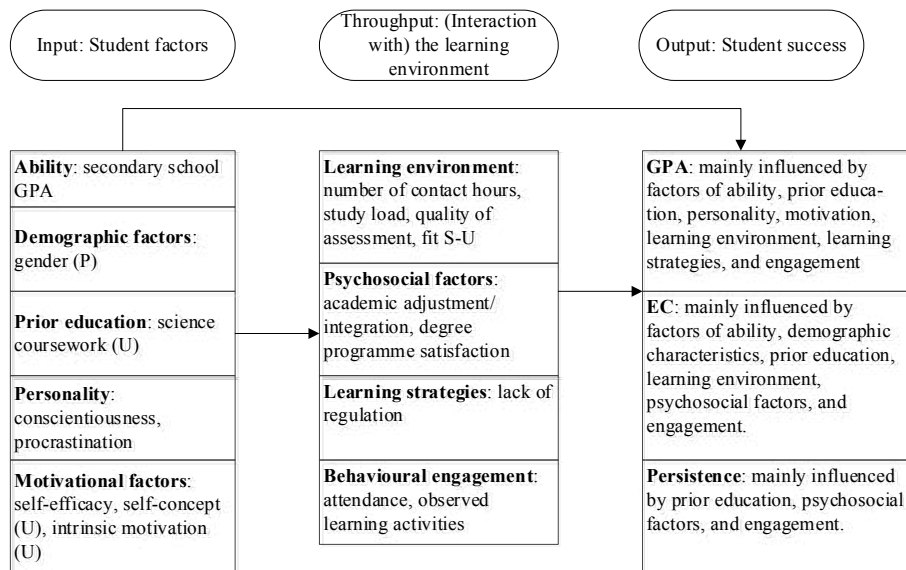 Input: Student factors
Throughput: (Interaction
with) the learning
environment
Output: Student success
Ability: secondary school
GPA
Demographic factors:
gender (P)
Prior education: science
coursework (U)
Personality:
conscientiousness,
procrastination
Motivational factors:
self-efficacy, self-concept
(U), intrinsic motivation
(U)
Learning environment:
number of contact hours,
study load, quality of
assessment, fit S-U
Psychosocial factors:
academic adjustment/
integration, degree
programme satisfaction
Learning strategies: lack of
regulation
Behavioural engagement:
attendance, observed
learning activities
GPA: mainly influenced by
factors of ability, prior educa-
tion, personality, motivation,
learning environment, learning
strategies, and engagement
EC: mainly influenced by
factors of ability, demographic
characteristics, prior education,
learning environment,
psychosocial factors, and
engagement.
Persistence: mainly influenced
by prior education, psychosocial
factors, and engagement.